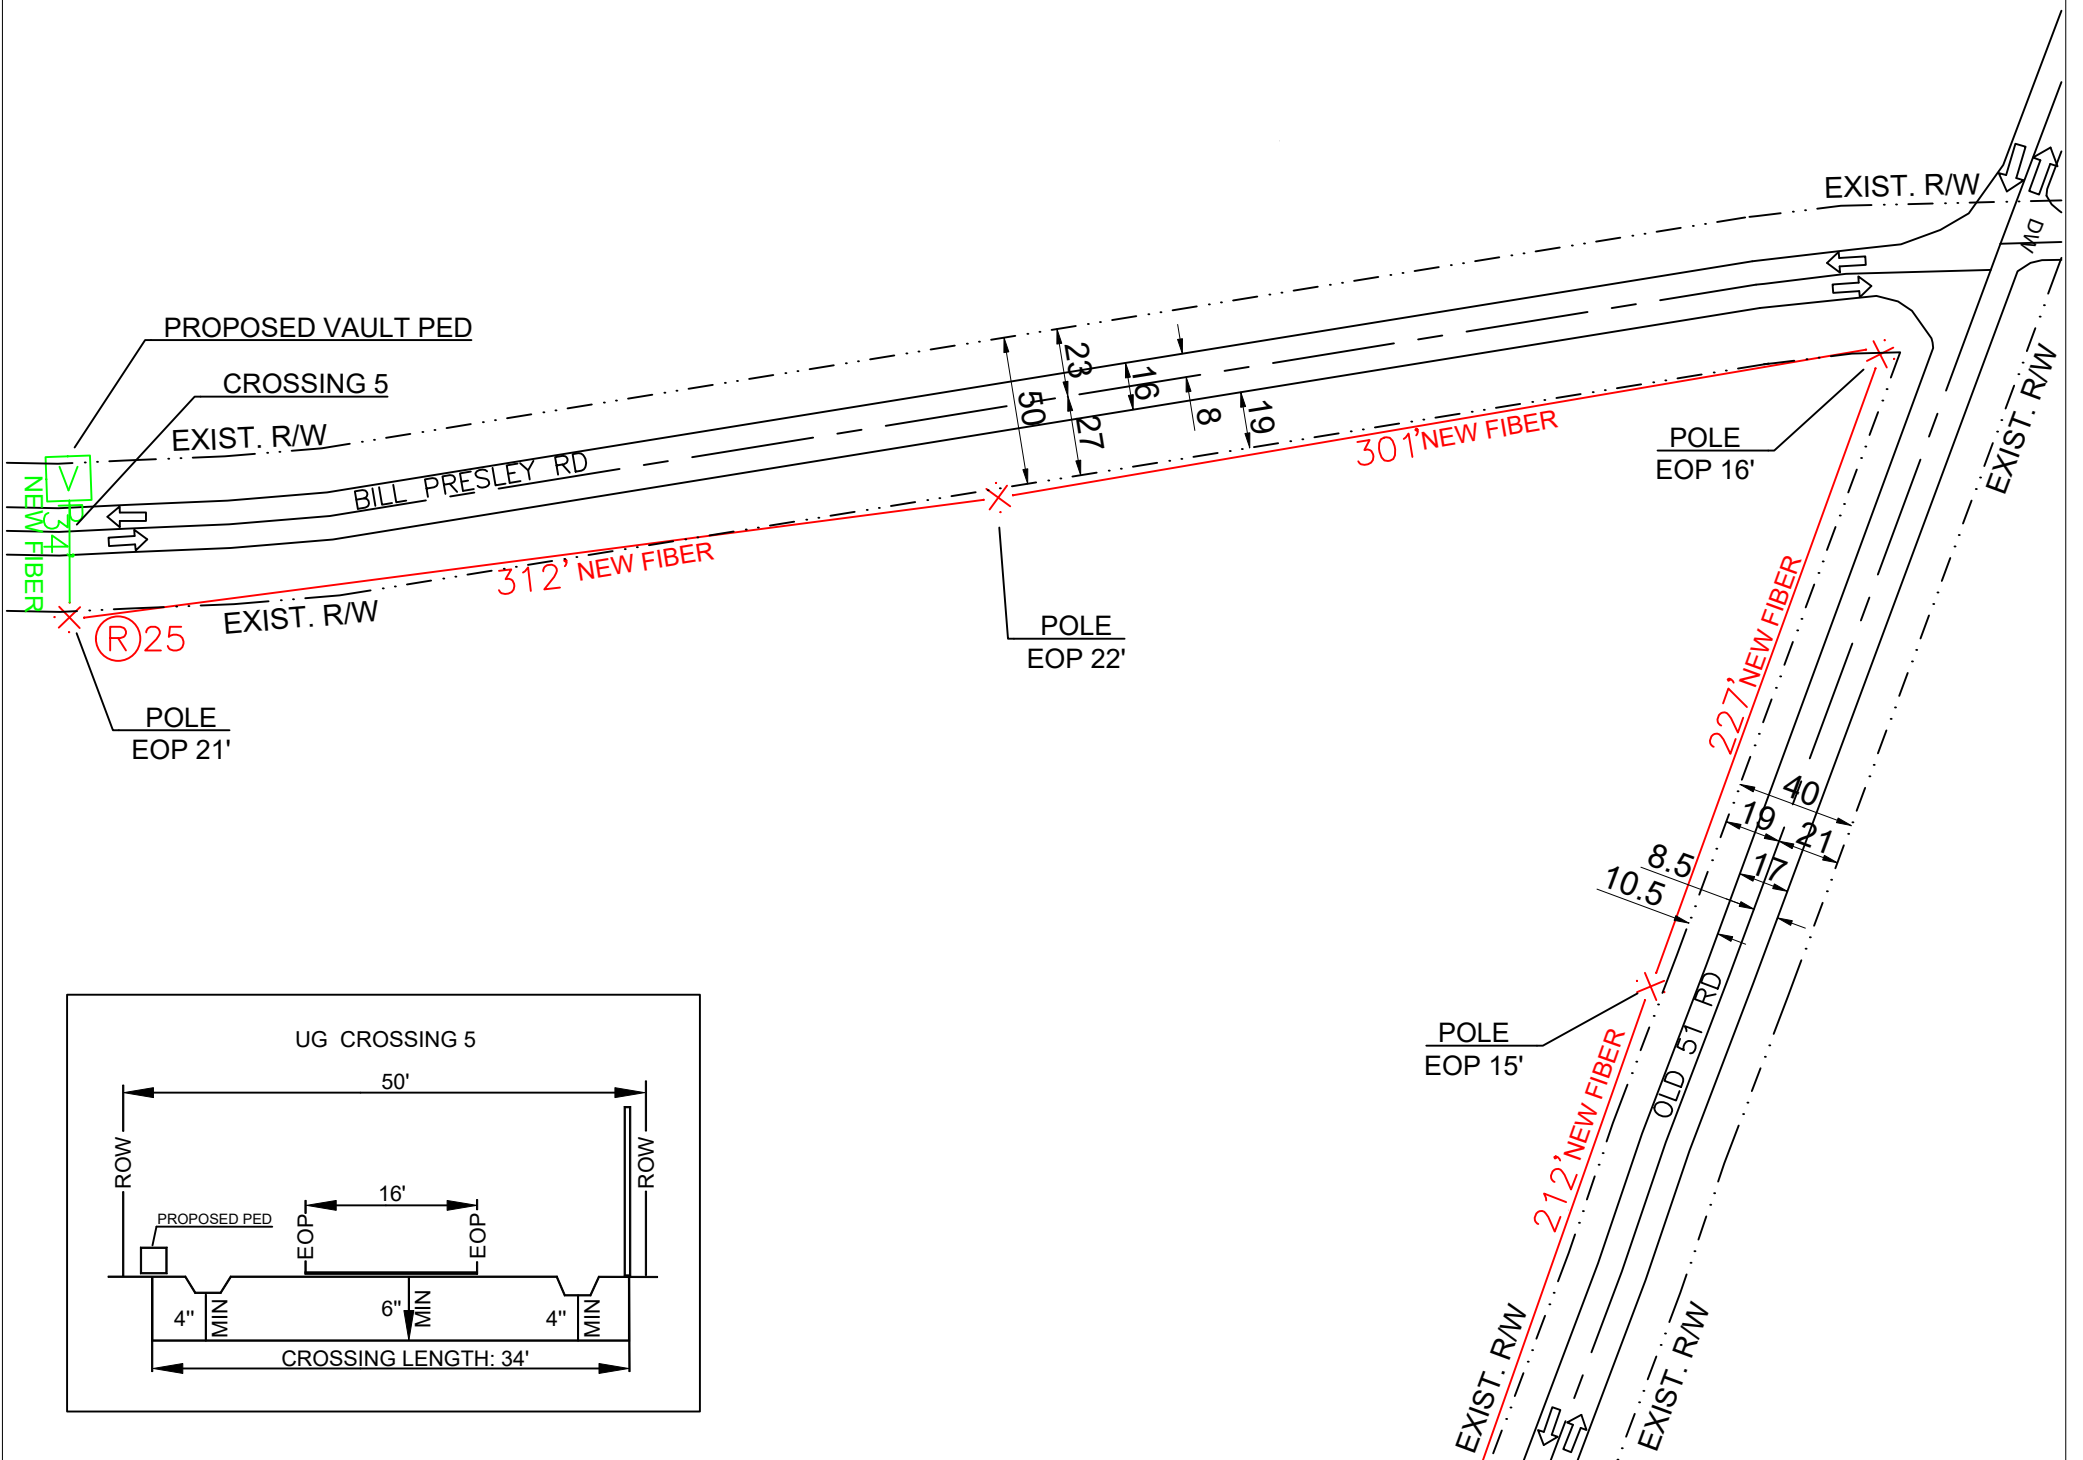 EXIST. R/W
DW
PROPOSED VAULT PED
CROSSING 5
EXIST. R/W
BILL PRESLEY RD
23
50
27
16
8
19
301' NEW FIBER
POLE
EOP 16'
EXIST. R/W
V
P
34'
NEW FIBER
312' NEW FIBER
EXIST. R/W
R 25
POLE
EOP 22'
POLE
EOP 21'
227' NEW FIBER
40
19
21
8.5
17
10.5
OLD 51 RD
POLE
EOP 15'
212' NEW FIBER
EXIST. R/W
EXIST. R/W
UG CROSSING 5
50'
ROW
ROW
16'
PROPOSED PED
EOP
EOP
4"
MIN
6"
MIN
4"
MIN
CROSSING LENGTH: 34'